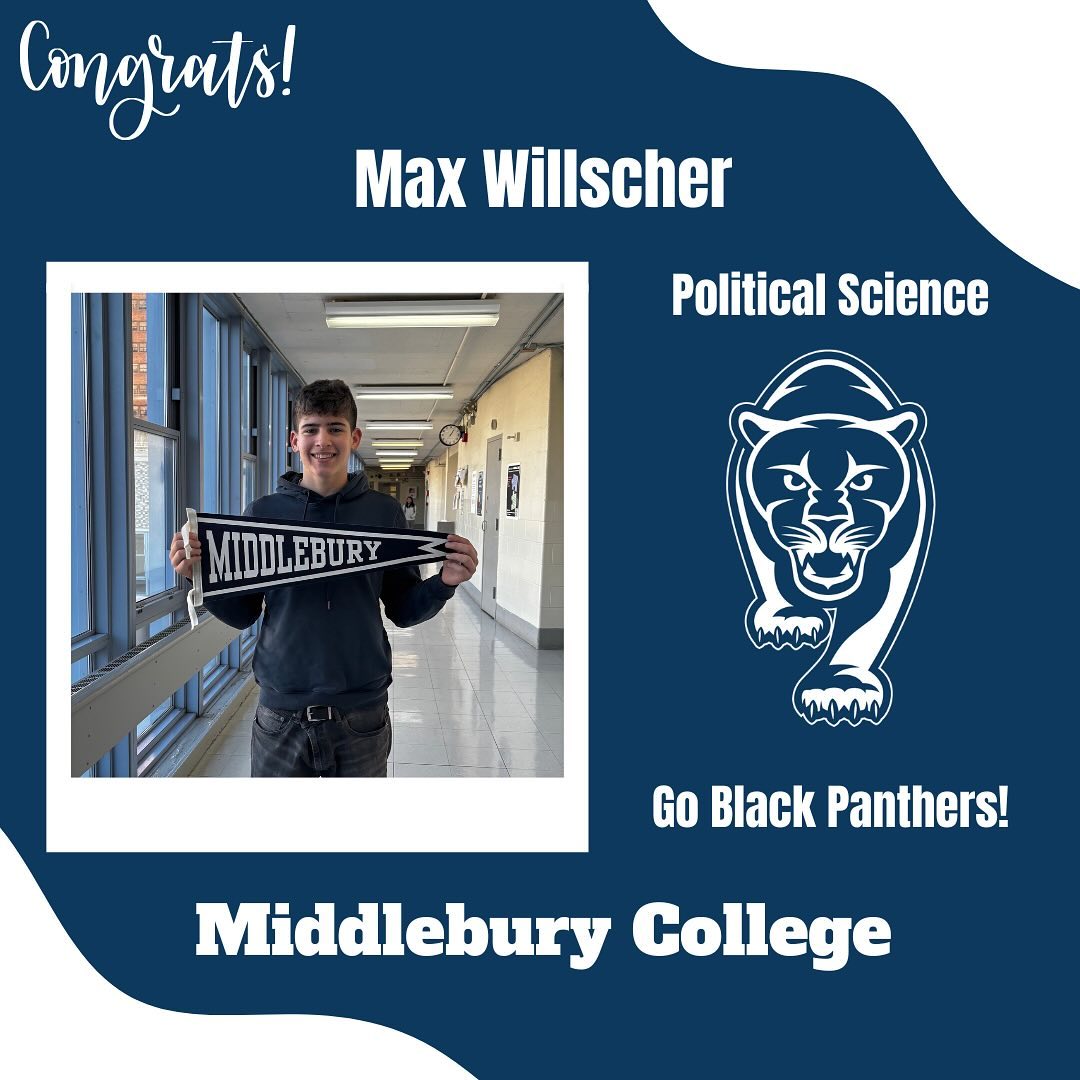 Congrats!
Max Willscher
Political Science
MIDDLEBURY
Go Black Panthers!
Middlebury College